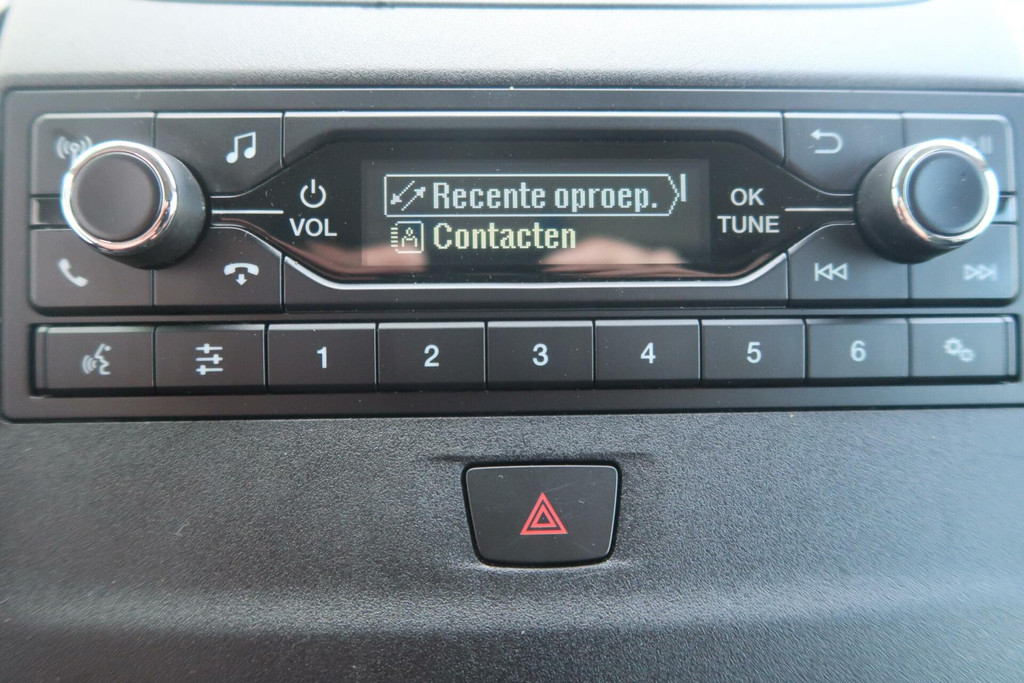 Recente oproep.
Contacten
VOL
OK
TUNE
1 2 3 4 5 6